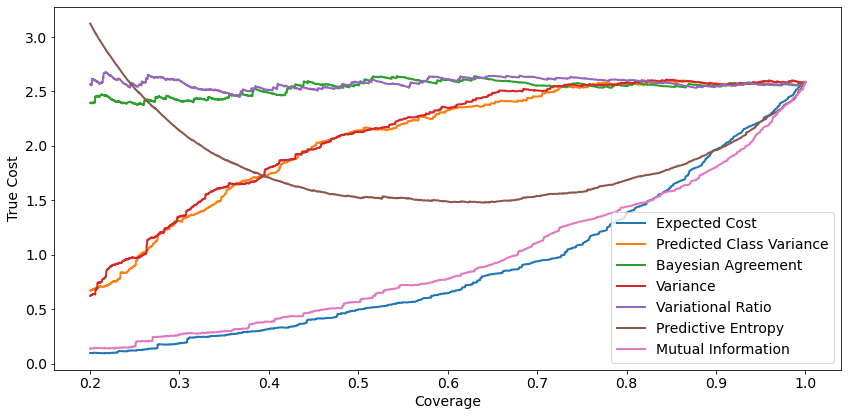 3.0
2.5
2.0
1.5
1.0
0.5
0.0
True Cost
0.2 0.3 0.4 0.5 0.6 0.7 0.8 0.9 1.0
Coverage
Expected Cost
Predicted Class Variance
Bayesian Agreement
Variance
Variational Ratio
Predictive Entropy
Mutual Information